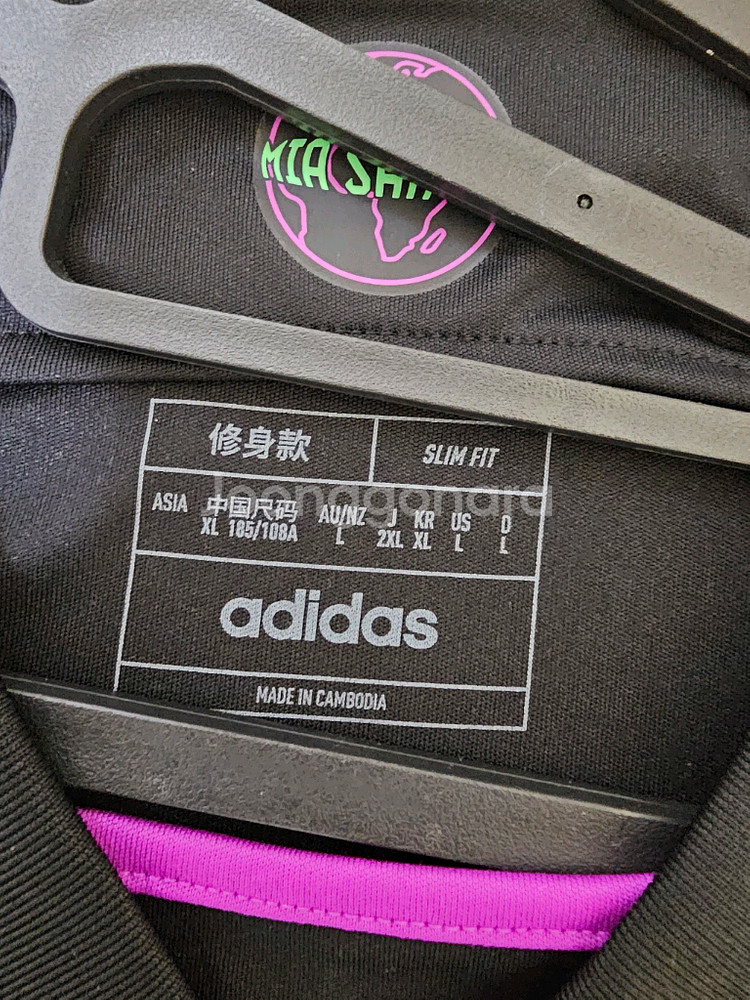 MIA SAN
修身款 SLIM FIT
ASIA 中国尺码 AU/NZ J KR US D
XL 185/108A L 2XL XL L L
adidas
MADE IN CAMBODIA
Joonggonara